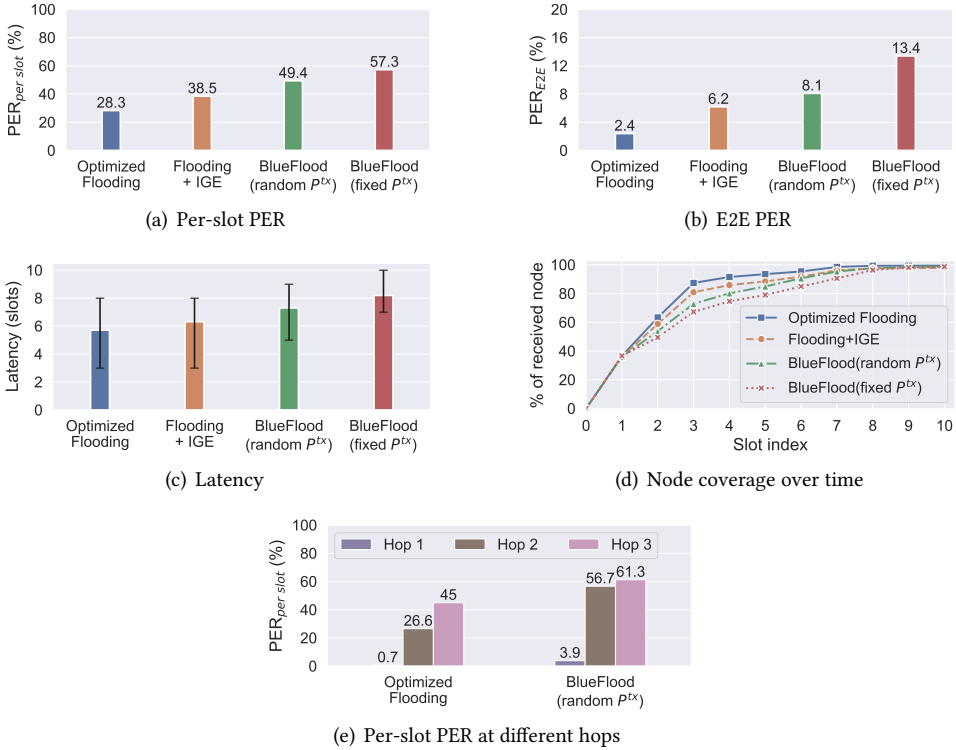 100
80
60
40
20
0
PER_per slot (%)
28.3
38.5
49.4
57.3
Optimized Flooding
Flooding + IGE
BlueFlood (random P^tx)
BlueFlood (fixed P^tx)
(a) Per-slot PER
20
16
12
8
4
0
PER_E2E (%)
2.4
6.2
8.1
13.4
Optimized Flooding
Flooding + IGE
BlueFlood (random P^tx)
BlueFlood (fixed P^tx)
(b) E2E PER
10
8
6
4
2
0
Latency (slots)
Optimized Flooding
Flooding + IGE
BlueFlood (random P^tx)
BlueFlood (fixed P^tx)
(c) Latency
100
80
60
40
20
0
% of received node
Optimized Flooding
Flooding+IGE
BlueFlood(random P^tx)
BlueFlood(fixed P^tx)
0 1 2 3 4 5 6 7 8 9 10
Slot index
(d) Node coverage over time
100
80
60
40
20
0
PER_per slot (%)
Hop 1 Hop 2 Hop 3
0.7
26.6
45
3.9
56.7
61.3
Optimized Flooding
BlueFlood (random P^tx)
(e) Per-slot PER at different hops